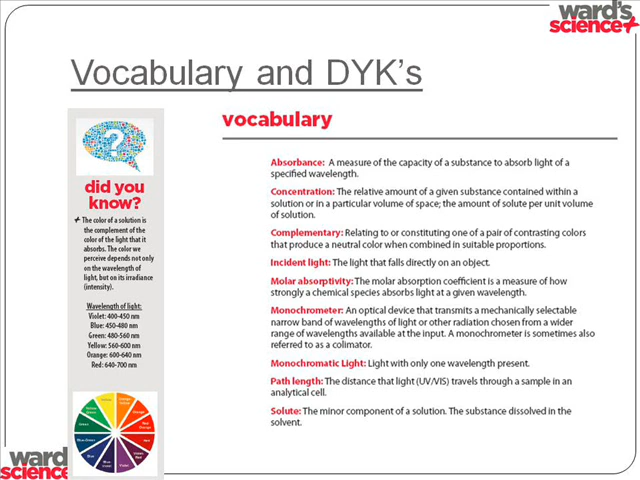 ward's
science+
Vocabulary and DYK's
?
did you
know?
+ The color of a solution is
the complement of the
color of the light that it
absorbs. The color we
perceive depends not only
on the wavelength of
light, but on its irradiance
(intensity).
Wavelength of light:
Violet: 400-450 nm
Blue: 450-480 nm
Green: 480-560 nm
Yellow: 560-600 nm
Orange: 600-640 nm
Red: 640-700 nm
Yellow
Orange
Red
Violet
Blue
Green
vocabulary
Absorbance: A measure of the capacity of a substance to absorb light of a
specified wavelength.
Concentration: The relative amount of a given substance contained within a
solution or in a particular volume of space; the amount of solute per unit volume
of solution.
Complementary: Relating to or constituting one of a pair of contrasting colors
that produce a neutral color when combined in suitable proportions.
Incident light: The light that falls directly on an object.
Molar absorptivity: The molar absorption coefficient is a measure of how
strongly a chemical species absorbs light at a given wavelength.
Monochrometer: An optical device that transmits a mechanically selectable
narrow band of wavelengths of light or other radiation chosen from a wider
range of wavelengths available at the input. A monochrometer is sometimes also
referred to as a colimator.
Monochromatic Light: Light with only one wavelength present.
Path length: The distance that light (UV/VIS) travels through a sample in an
analytical cell.
Solute: The minor component of a solution. The substance dissolved in the
solvent.
ward
science